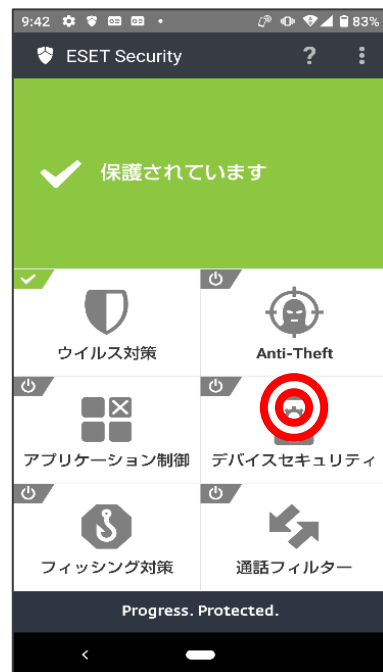 9:42 83%
ESET Security ?
保護されています
ウイルス対策 Anti-Theft
アプリケーション制御 デバイスセキュリティ
フィッシング対策 通話フィルター
Progress. Protected.